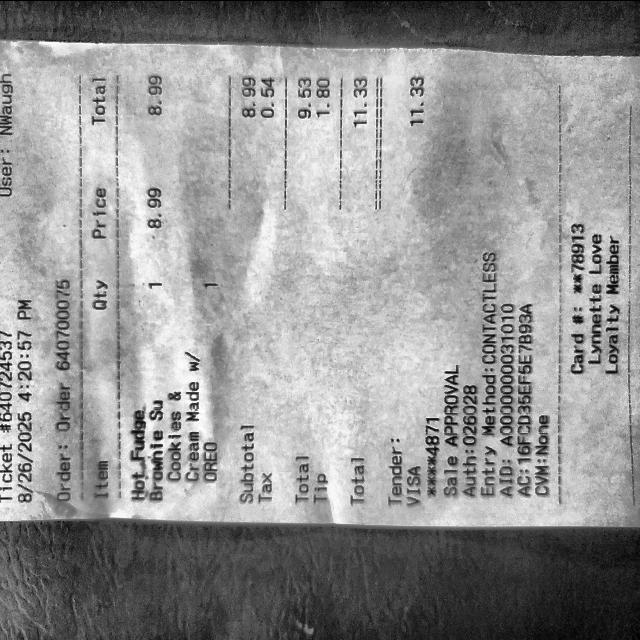 Ticket #640724537 User: NWaugh
8/26/2025 4:20:57 PM
Order: Order 640700075
Item Qty Price Total
Hot Fudge 1 8.99 8.99
Brownie Su
Cookies & 1
Cream Made w/
OREO
Subtotal 8.99
Tax 0.54
Total 9.53
Tip 1.80
Total 11.33
Tender:
VISA 11.33
****4871
Sale APPROVAL
Auth:026028
Entry Method:CONTACTLESS
AID: A0000000031010
AC:16FCD35EF5E7B93A
CVM:None
Card #: **78913
Lynnette Love
Loyalty Member